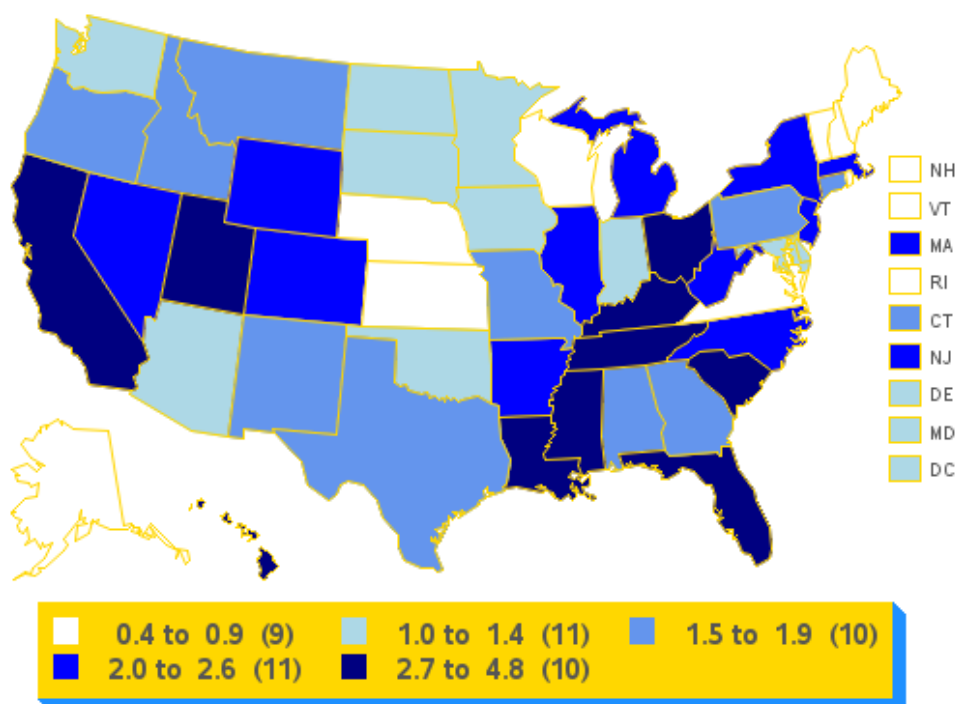 NH
VT
MA
RI
CT
NJ
DE
MD
DC
0.4 to 0.9 (9) 1.0 to 1.4 (11) 1.5 to 1.9 (10)
2.0 to 2.6 (11) 2.7 to 4.8 (10)